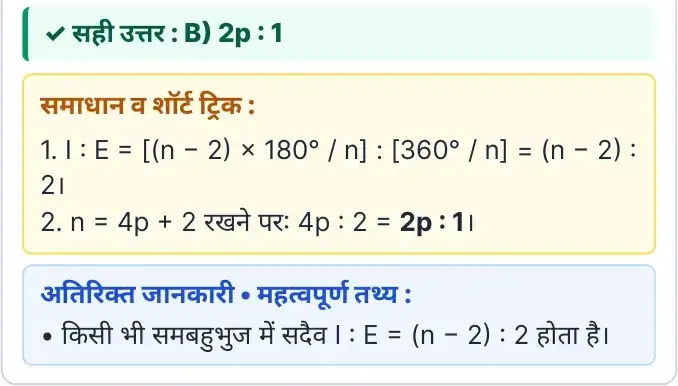 ✓ सही उत्तर : B) 2p : 1
समाधान व शॉर्ट ट्रिक :
1. I : E = [(n − 2) × 180° / n] : [360° / n] = (n − 2) :
2।
2. n = 4p + 2 रखने पर: 4p : 2 = 2p : 1।
अतिरिक्त जानकारी • महत्वपूर्ण तथ्य :
• किसी भी समबहुभुज में सदैव I : E = (n − 2) : 2 होता है।